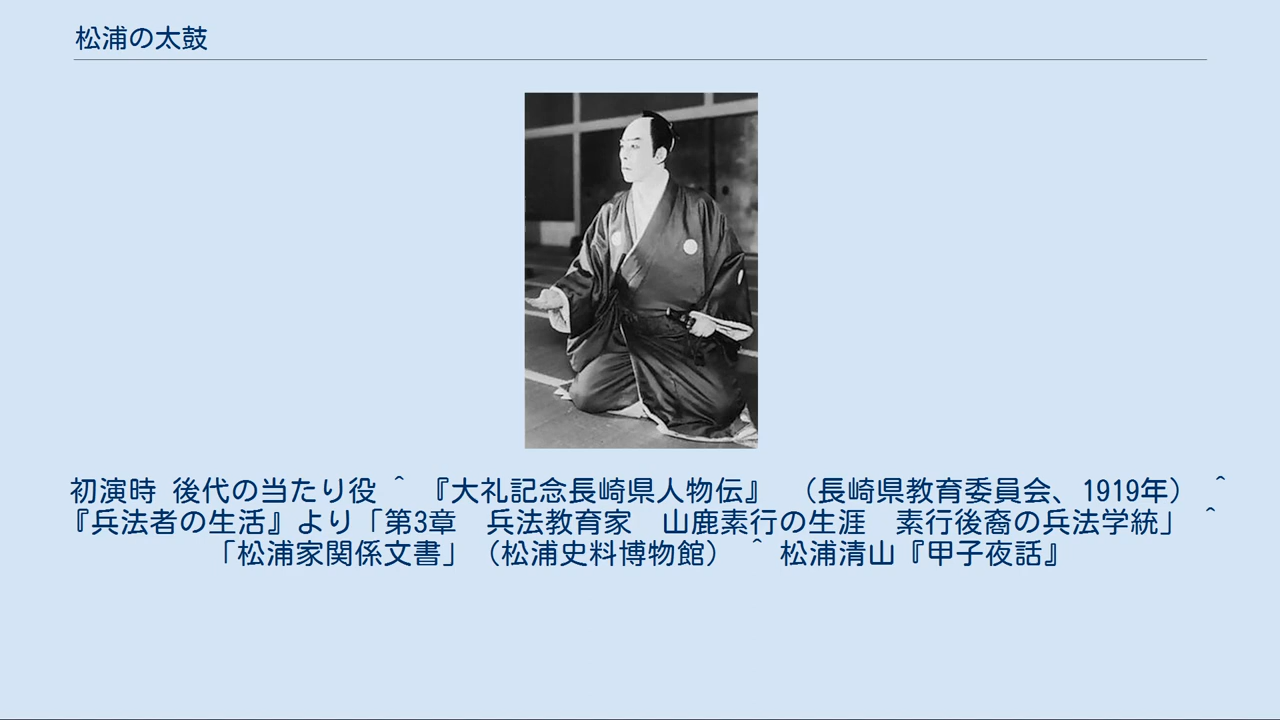 松浦の太鼓
初演時 後代の当たり役 ^ 『大礼記念長崎県人物伝』 （長崎県教育委員会、1919年） ^
『兵法者の生活』より「第3章　兵法教育家　山鹿素行の生涯　素行後裔の兵法学統」 ^
「松浦家関係文書」（松浦史料博物館） ^ 松浦清山『甲子夜話』